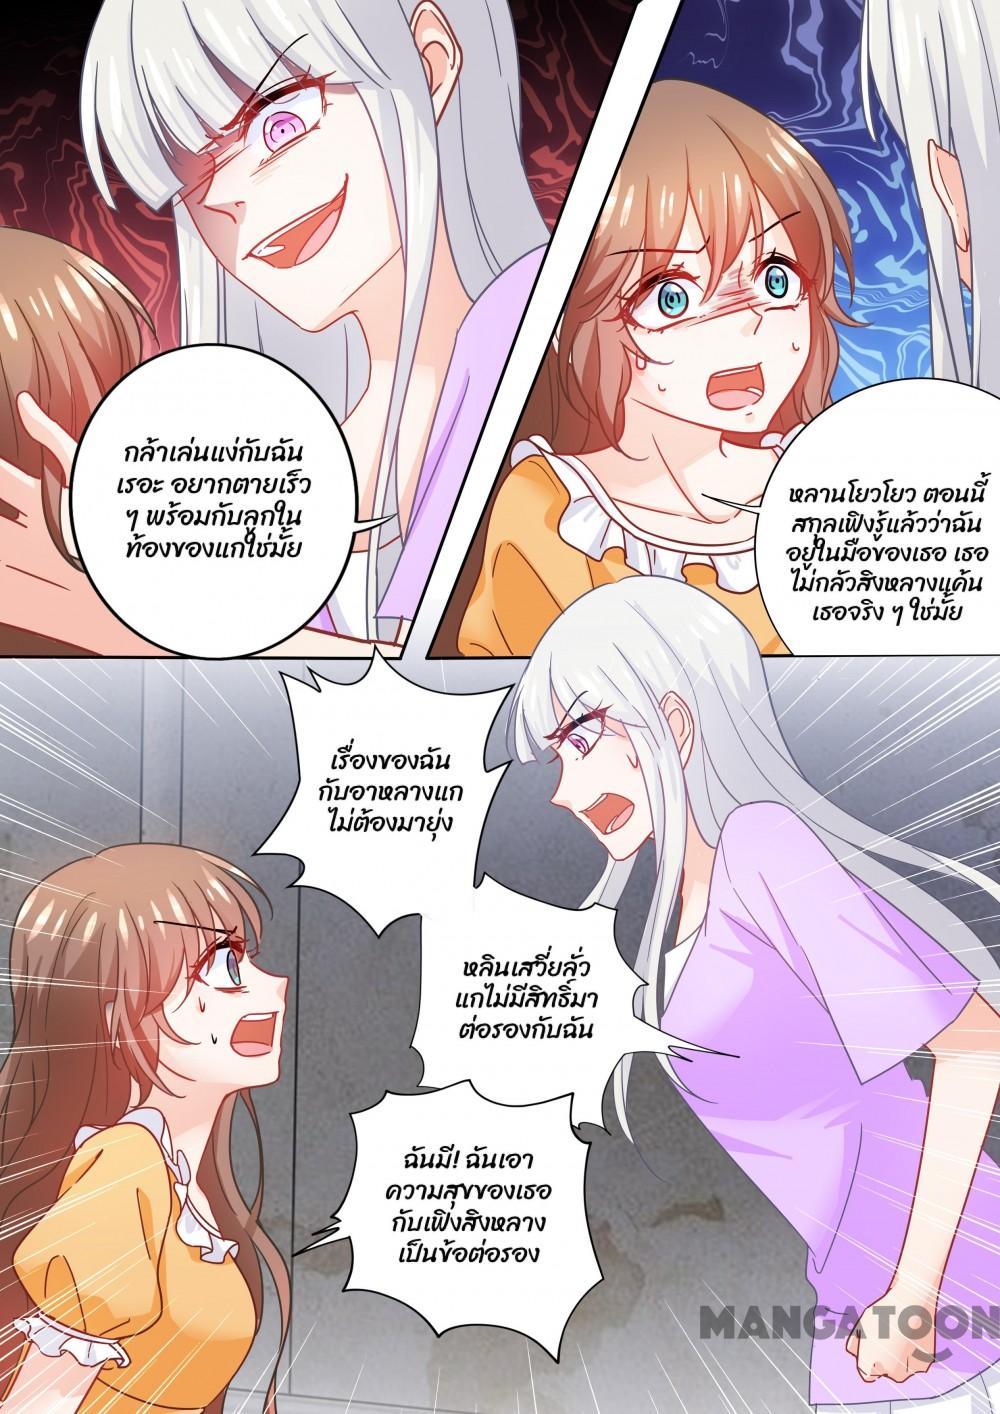 กล้าเล่นแง่กับฉัน
เรอะ อยากตายเร็ว
ๆ พร้อมกับลูกใน
ท้องของแกใช่มั้ย
หลานโยวโยว ตอนนี้
สกุลเฟิงรู้แล้วว่าฉัน
อยู่ในมือของเธอ เธอ
ไม่กลัวสิงหลางแค้น
เธอจริง ๆ ใช่มั้ย
เรื่องของฉัน
กับอาหลางแก
ไม่ต้องมายุ่ง
หลินเสวี่ยลั่ว
แกไม่มีสิทธิ์มา
ต่อรองกับฉัน
ฉันมี! ฉันเอา
ความสุขของเธอ
กับเฟิงสิงหลาง
เป็นข้อต่อรอง
MANGATOON